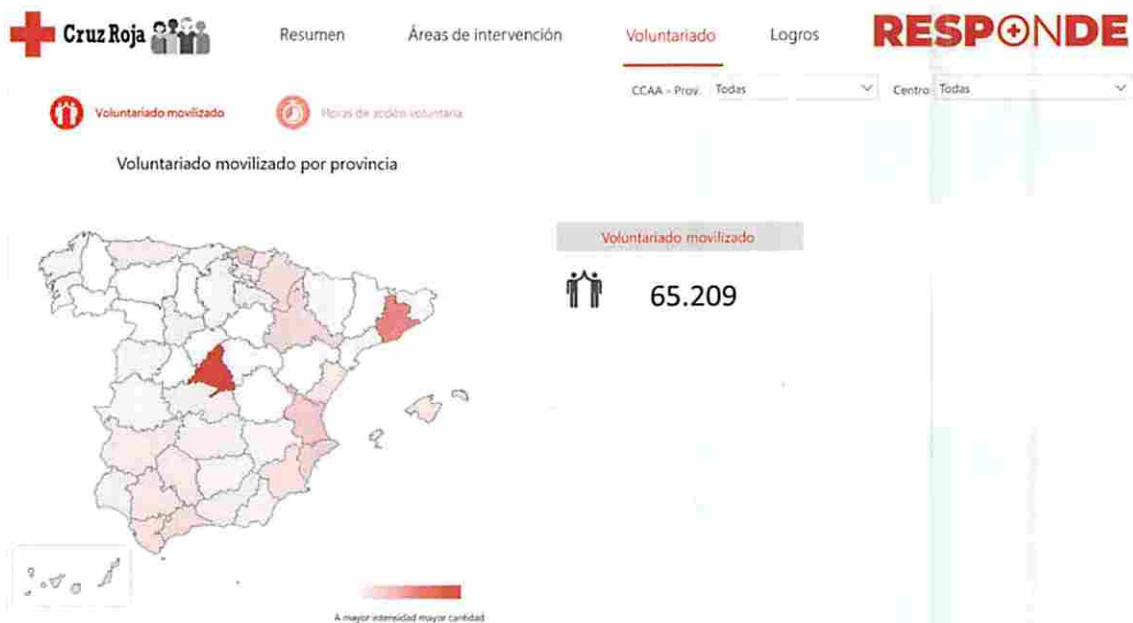 Cruz Roja
Resumen
Áreas de intervención
Voluntariado
Logros
RESPONDE
CCAA - Prov. Todas
Centro Todas
Voluntariado movilizado
Horas de acción voluntaria
Voluntariado movilizado por provincia
Voluntariado movilizado
65.209
A mayor intensidad mayor cantidad